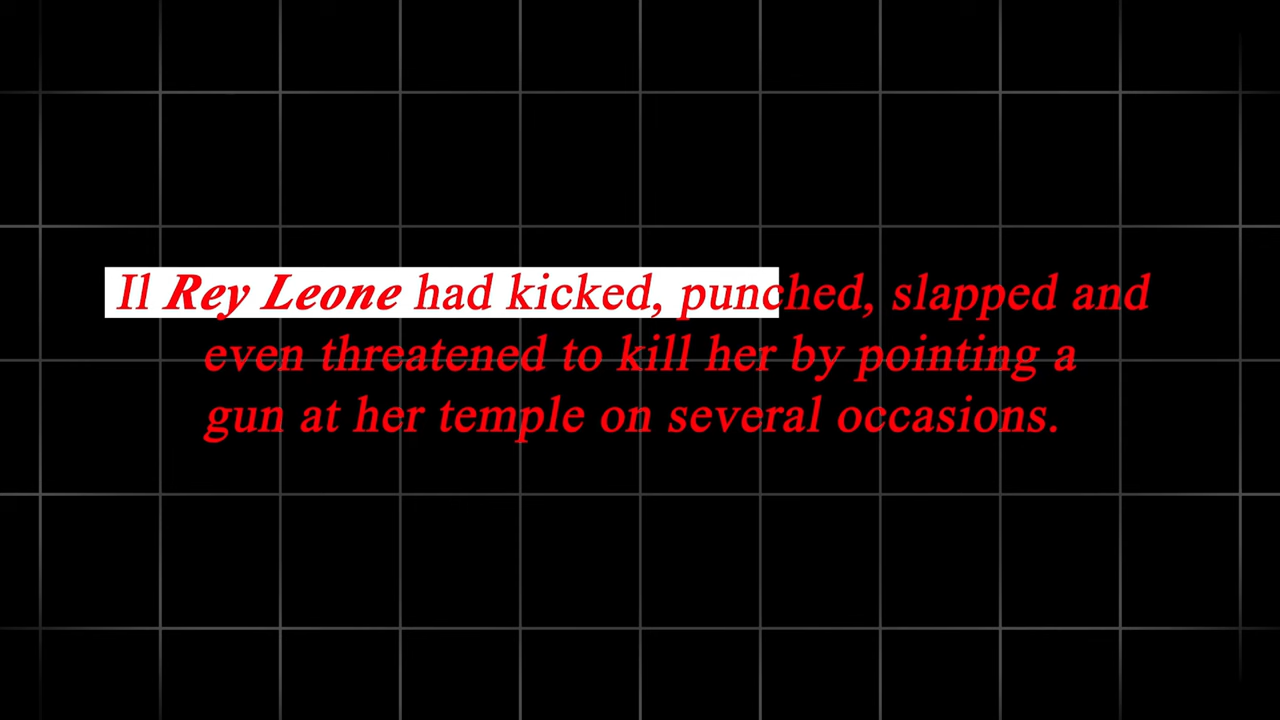 Il Rey Leone had kicked, punched, slapped and
even threatened to kill her by pointing a
gun at her temple on several occasions.